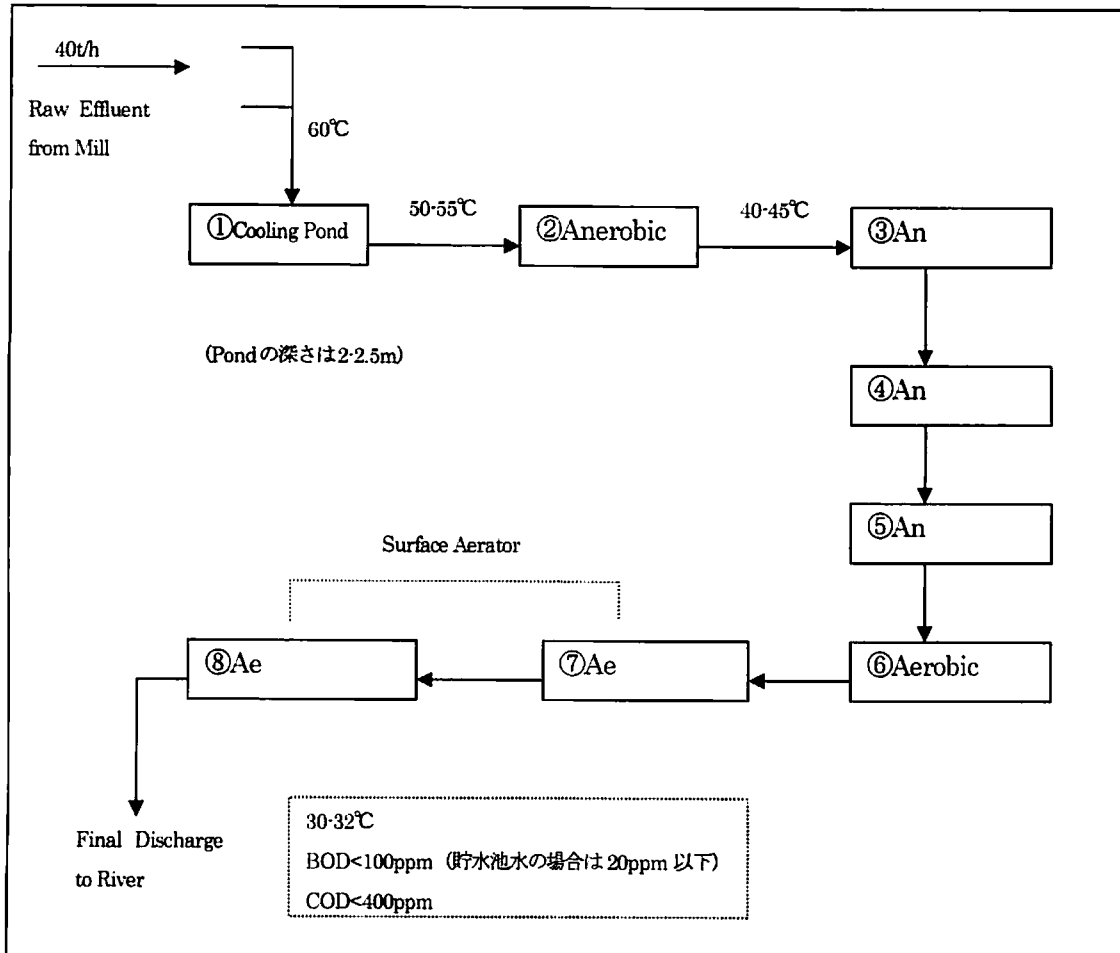 40t/h
Raw Effluent
from Mill
60℃
①Cooling Pond
50-55℃
②Anerobic
40-45℃
③An
(Pondの深さは2-2.5m)
④An
⑤An
Surface Aerator
⑧Ae
⑦Ae
⑥Aerobic
Final Discharge
to River
30-32℃
BOD<100ppm (貯水池水の場合は20ppm 以下)
COD<400ppm